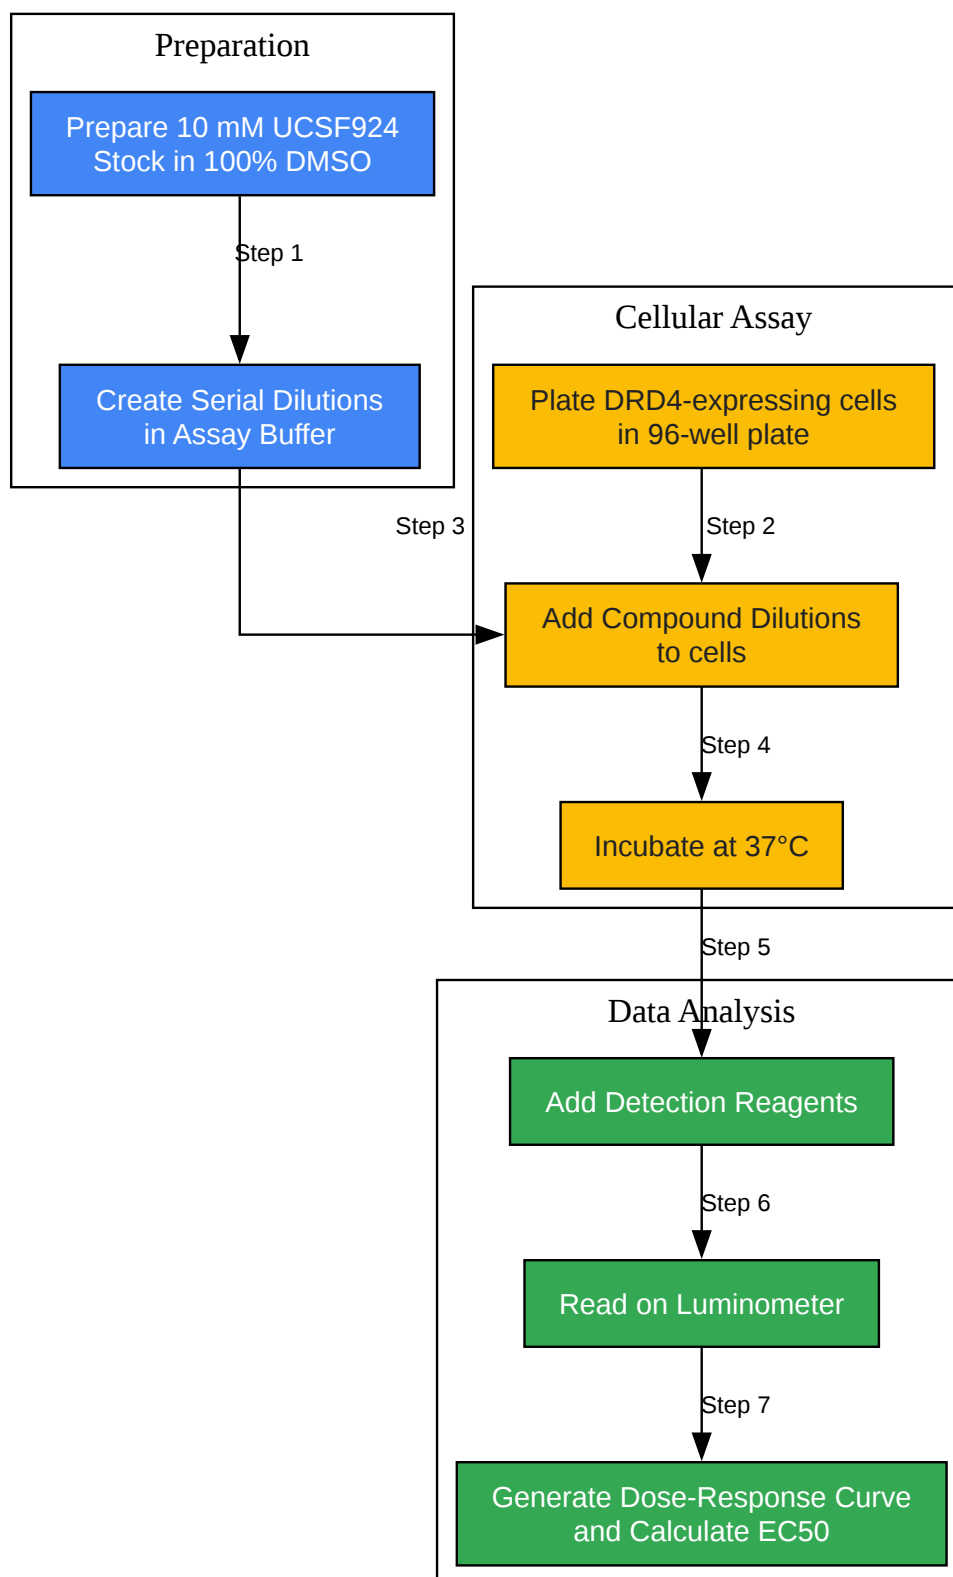 Preparation
Prepare 10 mM UCSF924
Stock in 100% DMSO
Step 1
Create Serial Dilutions
in Assay Buffer
Step 3
Cellular Assay
Plate DRD4-expressing cells
in 96-well plate
Step 2
Add Compound Dilutions
to cells
Step 4
Incubate at 37°C
Step 5
Data Analysis
Add Detection Reagents
Step 6
Read on Luminometer
Step 7
Generate Dose-Response Curve
and Calculate EC50